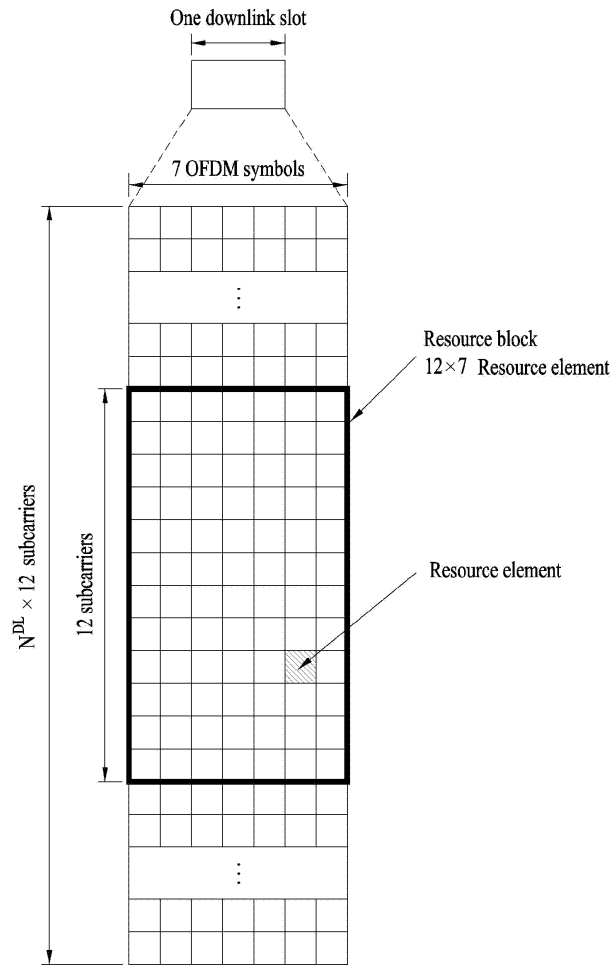 One downlink slot
7 OFDM symbols
⋮
Resource block
12×7 Resource element
N^DL × 12 subcarriers
12 subcarriers
Resource element
⋮